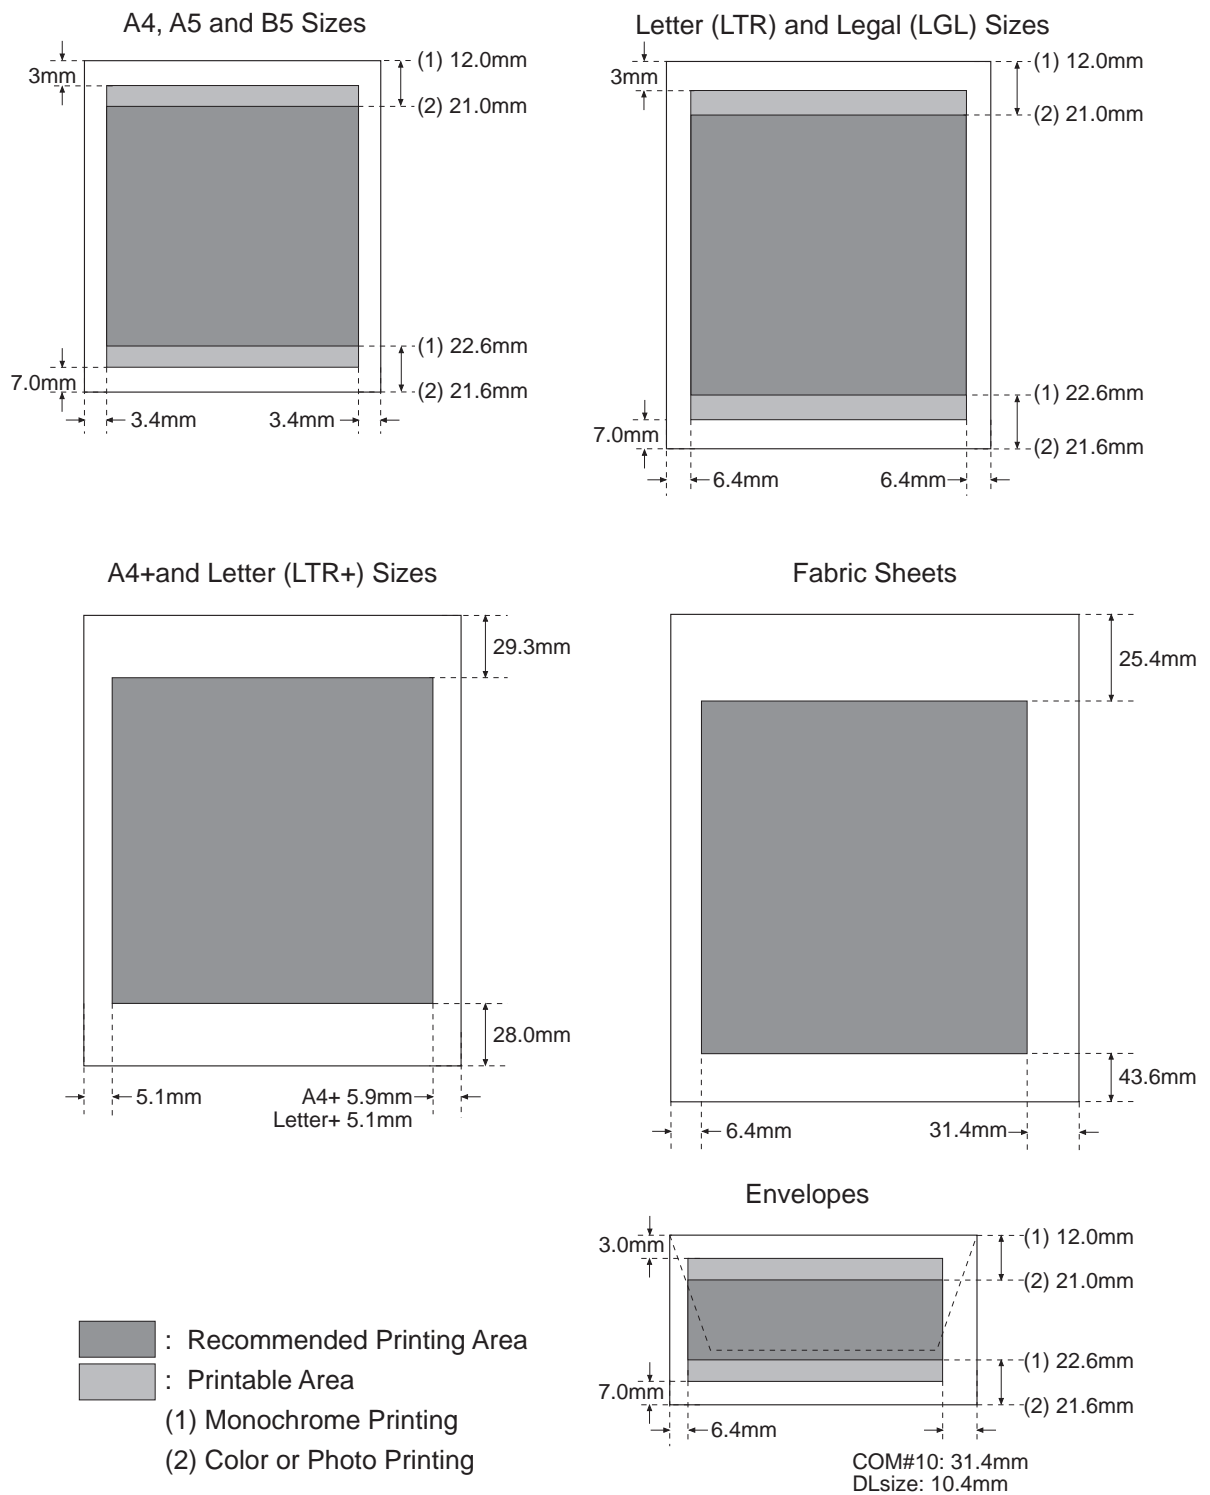 A4, A5 and B5 Sizes
3mm
(1) 12.0mm
(2) 21.0mm
(1) 22.6mm
7.0mm
(2) 21.6mm
3.4mm
3.4mm
Letter (LTR) and Legal (LGL) Sizes
3mm
(1) 12.0mm
(2) 21.0mm
(1) 22.6mm
7.0mm
(2) 21.6mm
6.4mm
6.4mm
A4+and Letter (LTR+) Sizes
29.3mm
28.0mm
5.1mm
A4+ 5.9mm
Letter+ 5.1mm
Fabric Sheets
25.4mm
43.6mm
6.4mm
31.4mm
Envelopes
3.0mm
(1) 12.0mm
(2) 21.0mm
(1) 22.6mm
7.0mm
(2) 21.6mm
6.4mm
COM#10: 31.4mm
DLsize: 10.4mm
: Recommended Printing Area
: Printable Area
(1) Monochrome Printing
(2) Color or Photo Printing